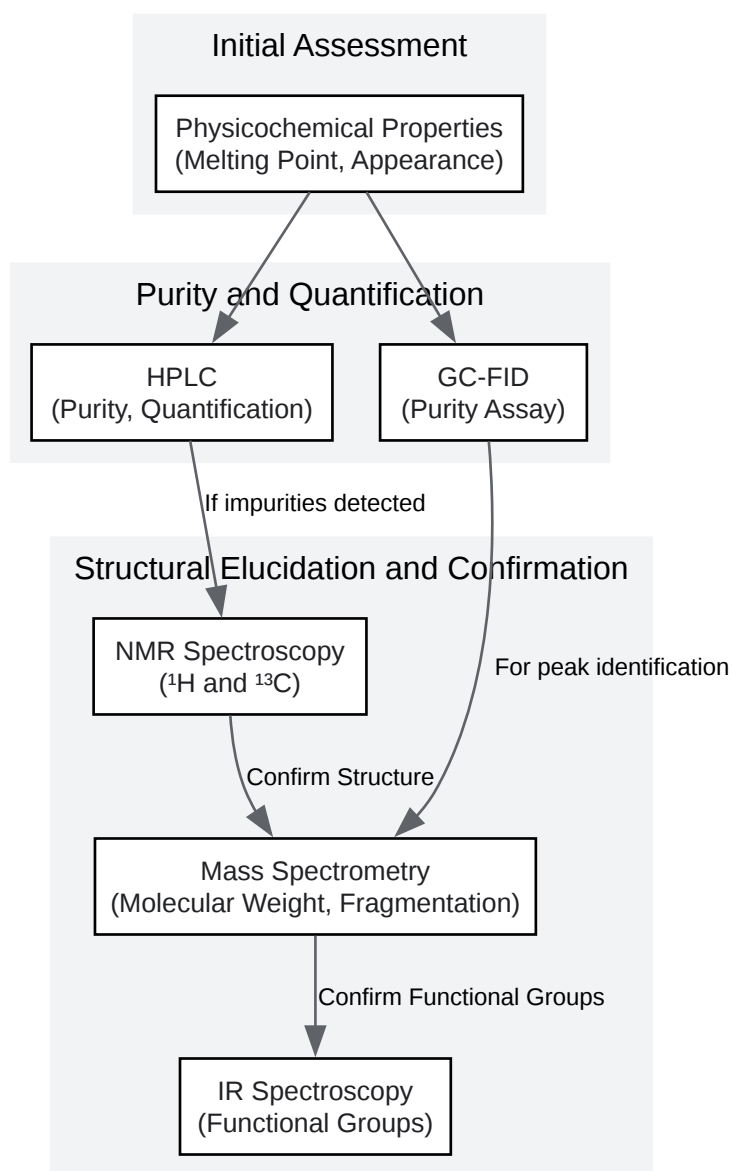 Initial Assessment
Physicochemical Properties
(Melting Point, Appearance)
Purity and Quantification
HPLC
(Purity, Quantification)
GC-FID
(Purity Assay)
If impurities detected
Structural Elucidation and Confirmation
NMR Spectroscopy
(¹H and ¹³C)
For peak identification
Confirm Structure
Mass Spectrometry
(Molecular Weight, Fragmentation)
Confirm Functional Groups
IR Spectroscopy
(Functional Groups)